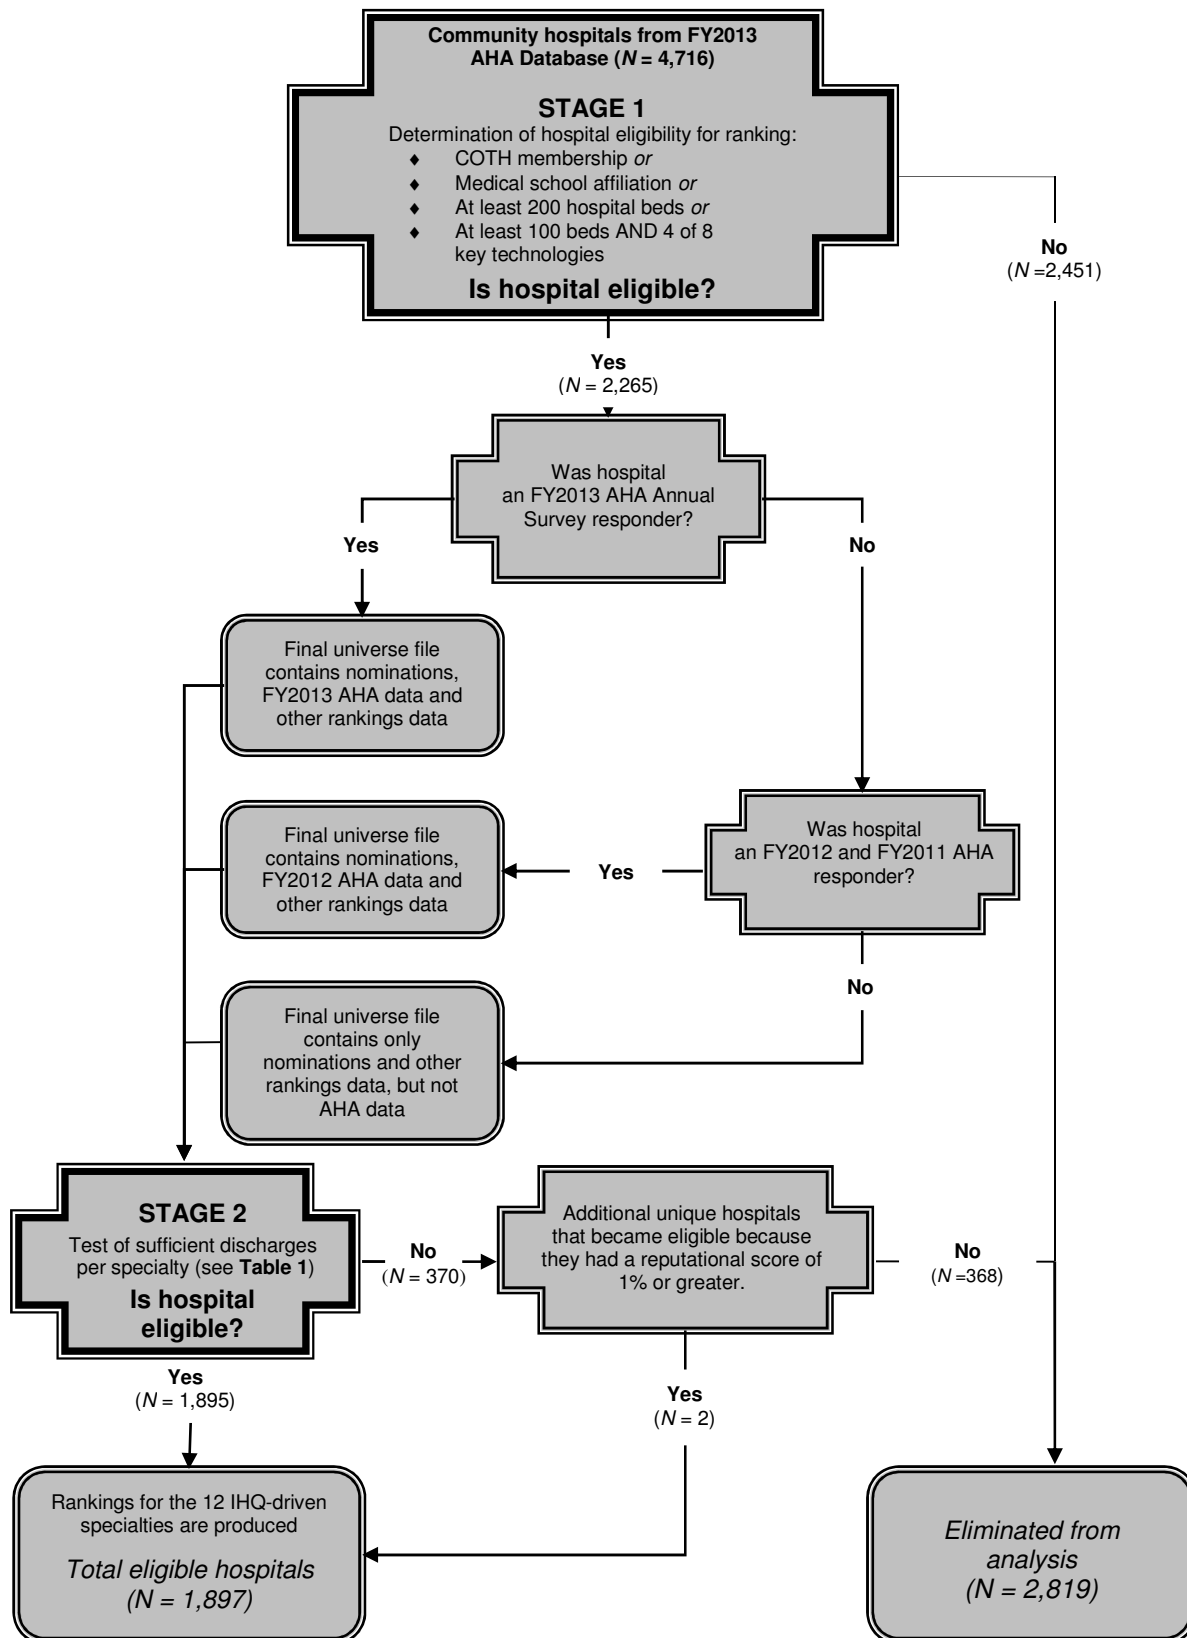 Community hospitals from FY2013
AHA Database (N = 4,716)
STAGE 1
Determination of hospital eligibility for ranking:
♦ COTH membership or
♦ Medical school affiliation or
♦ At least 200 hospital beds or
♦ At least 100 beds AND 4 of 8
key technologies
Is hospital eligible?
No
(N =2,451)
Yes
(N = 2,265)
Was hospital
an FY2013 AHA Annual
Survey responder?
Yes
No
Final universe file
contains nominations,
FY2013 AHA data and
other rankings data
Was hospital
an FY2012 and FY2011 AHA
responder?
Yes
Final universe file
contains nominations,
FY2012 AHA data and
other rankings data
No
Final universe file
contains only
nominations and other
rankings data, but not
AHA data
STAGE 2
Test of sufficient discharges
per specialty (see Table 1)
Is hospital
eligible?
No
(N = 370)
Additional unique hospitals
that became eligible because
they had a reputational score of
1% or greater.
No
(N=368)
Yes
(N = 1,895)
Yes
(N = 2)
Rankings for the 12 IHQ-driven
specialties are produced
Total eligible hospitals
(N = 1,897)
Eliminated from
analysis
(N = 2,819)